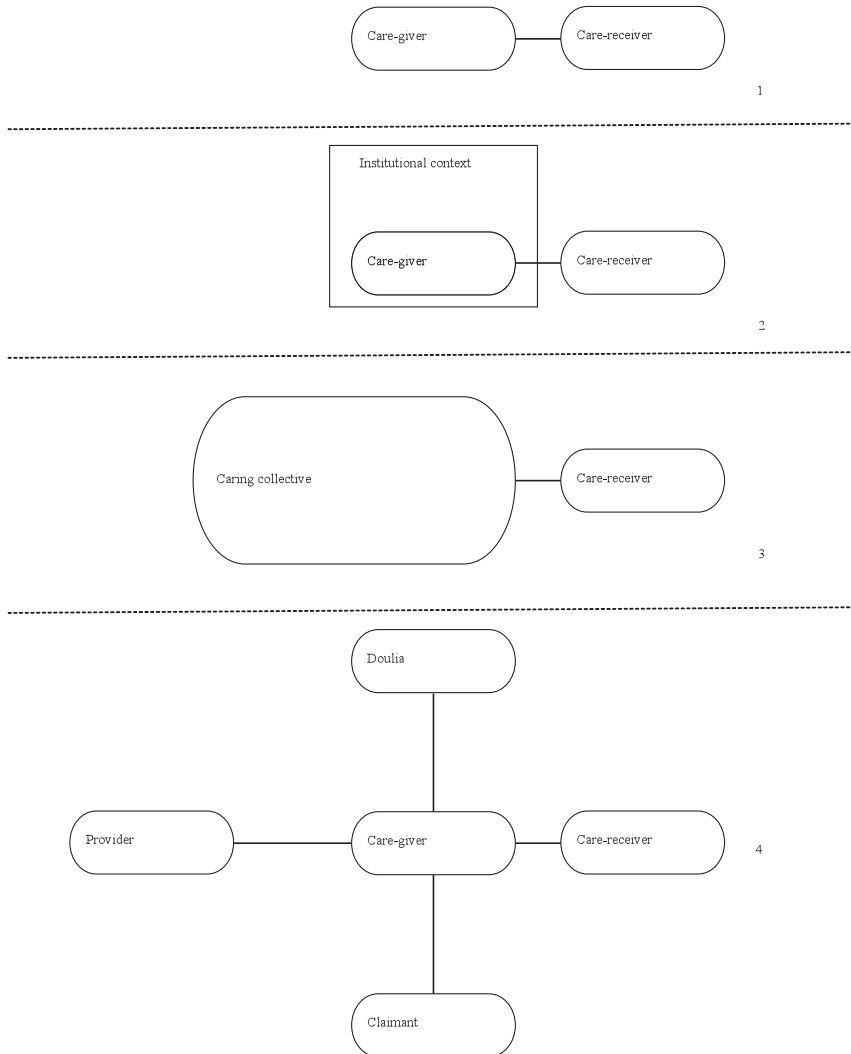 Care-giver
Care-receiver
1
Institutional context
Care-giver
Care-receiver
2
Caring collective
Care-receiver
3
Doulia
Provider
Care-giver
Care-receiver
4
Claimant